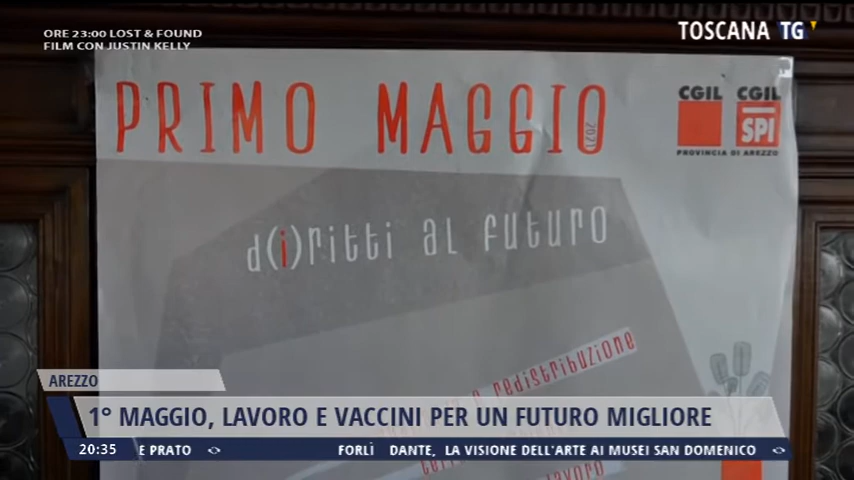 ORE 23:00 LOST & FOUND
FILM CON JUSTIN KELLY
TOSCANA TG
PRIMO MAGGIO
2021
CGIL CGIL
SPI
PROVINCIA DI AREZZO
d(i)ritti al futuro
redistribuzione
lavoro
AREZZO
1° MAGGIO, LAVORO E VACCINI PER UN FUTURO MIGLIORE
20:35 E PRATO FORLÌ DANTE, LA VISIONE DELL'ARTE AI MUSEI SAN DOMENICO